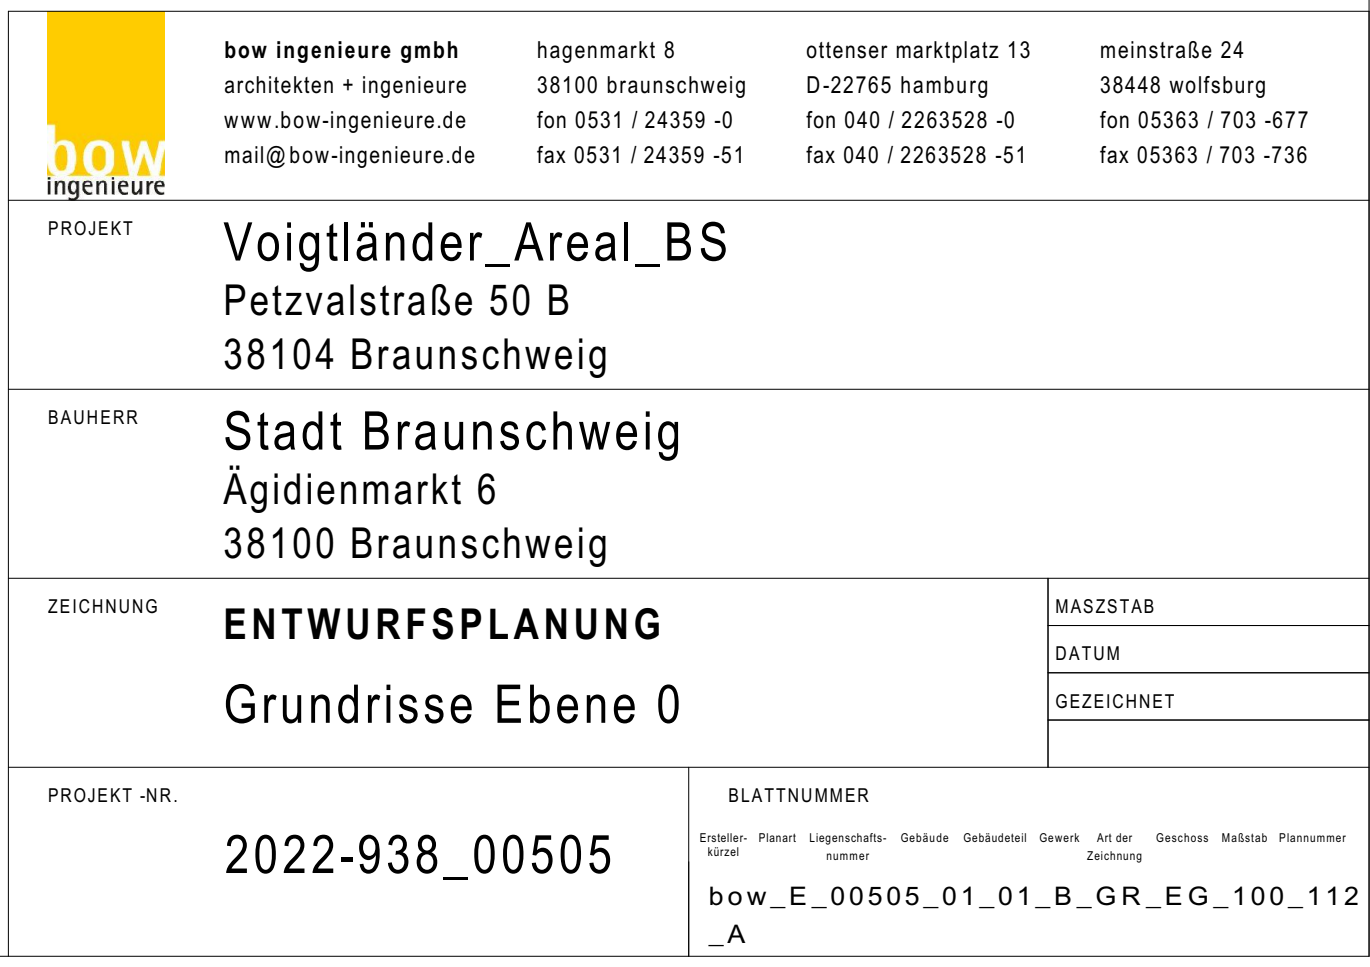 bow
ingenieure
bow ingenieure gmbh
architekten + ingenieure
www.bow-ingenieure.de
mail@bow-ingenieure.de
hagenmarkt 8
38100 braunschweig
fon 0531 / 24359 -0
fax 0531 / 24359 -51
ottenser marktplatz 13
D-22765 hamburg
fon 040 / 2263528 -0
fax 040 / 2263528 -51
meinstraße 24
38448 wolfsburg
fon 05363 / 703 -677
fax 05363 / 703 -736
PROJEKT
Voigtländer_Areal_BS
Petzvalstraße 50 B
38104 Braunschweig
BAUHERR
Stadt Braunschweig
Ägidienmarkt 6
38100 Braunschweig
ZEICHNUNG
ENTWURFSPLANUNG
Grundrisse Ebene 0
MASZSTAB
DATUM
GEZEICHNET
PROJEKT -NR.
2022-938_00505
BLATTNUMMER
Ersteller-
kürzel
Planart
Liegenschafts-
nummer
Gebäude
Gebäudeteil
Gewerk
Art der
Zeichnung
Geschoss
Maßstab
Plannummer
bow_E_00505_01_01_B_GR_EG_100_112
_A